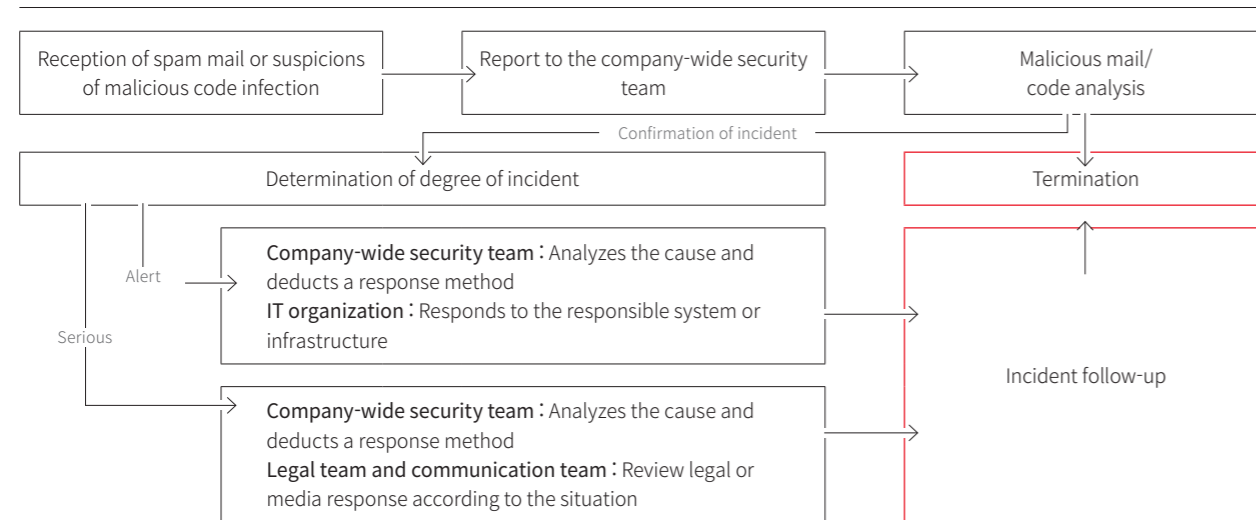 Reception of spam mail or suspicions
of malicious code infection
Report to the company-wide security
team
Malicious mail/
code analysis
Confirmation of incident
Determination of degree of incident
Termination
Alert
Serious
Company-wide security team : Analyzes the cause and
deducts a response method
IT organization : Responds to the responsible system or
infrastructure
Company-wide security team : Analyzes the cause and
deducts a response method
Legal team and communication team : Review legal or
media response according to the situation
Incident follow-up